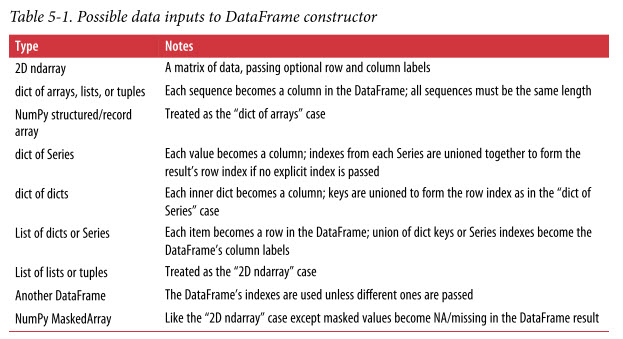 Table 5-1. Possible data inputs to DataFrame constructor
Type Notes
2D ndarray A matrix of data, passing optional row and column labels
dict of arrays, lists, or tuples Each sequence becomes a column in the DataFrame; all sequences must be the same length
NumPy structured/record Treated as the “dict of arrays” case
array
dict of Series Each value becomes a column; indexes from each Series are unioned together to form the
result’s row index if no explicit index is passed
dict of dicts Each inner dict becomes a column; keys are unioned to form the row index as in the “dict of
Series” case
List of dicts or Series Each item becomes a row in the DataFrame; union of dict keys or Series indexes become the
DataFrame’s column labels
List of lists or tuples Treated as the “2D ndarray” case
Another DataFrame The DataFrame’s indexes are used unless different ones are passed
NumPy MaskedArray Like the “2D ndarray” case except masked values become NA/missing in the DataFrame result